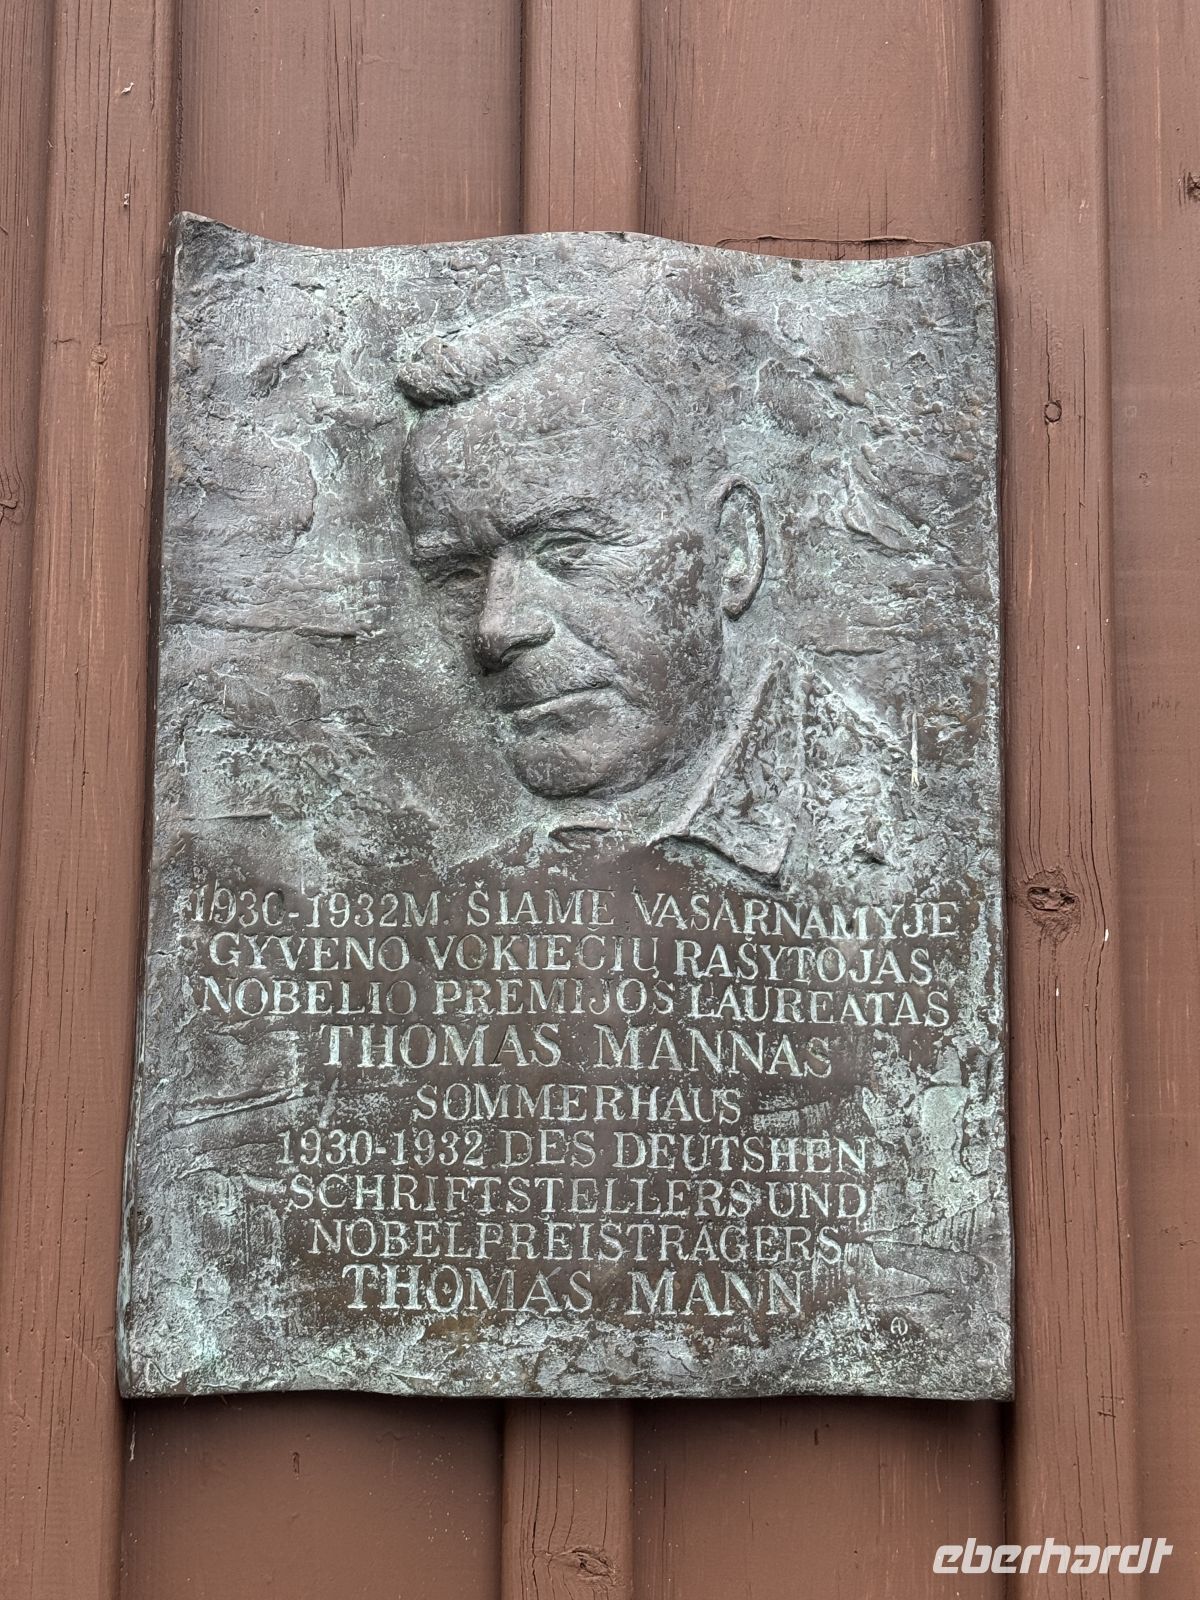 1930-1932M. ŠIAME VASARNAMYJE
GYVENO VOKIEČIŲ RAŠYTOJAS
NOBELIO PREMIJOS LAUREATAS
THOMAS MANNAS
SOMMERHAUS
1930-1932 DES DEUTSHEN
SCHRIFTSTELLERS UND
NOBELPREISTRÄGERS
THOMAS MANN
eberhardt